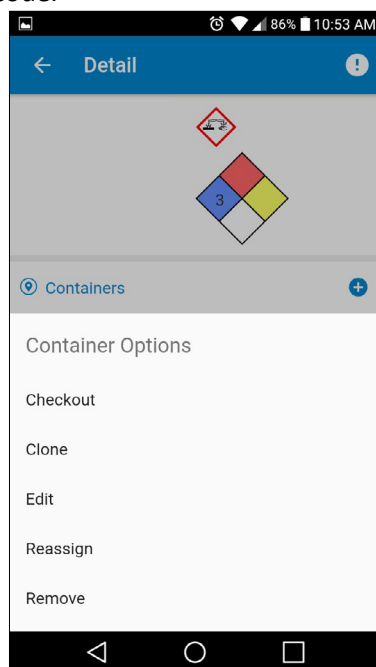 86% 10:53 AM
Detail
3
Containers
Container Options
Checkout
Clone
Edit
Reassign
Remove